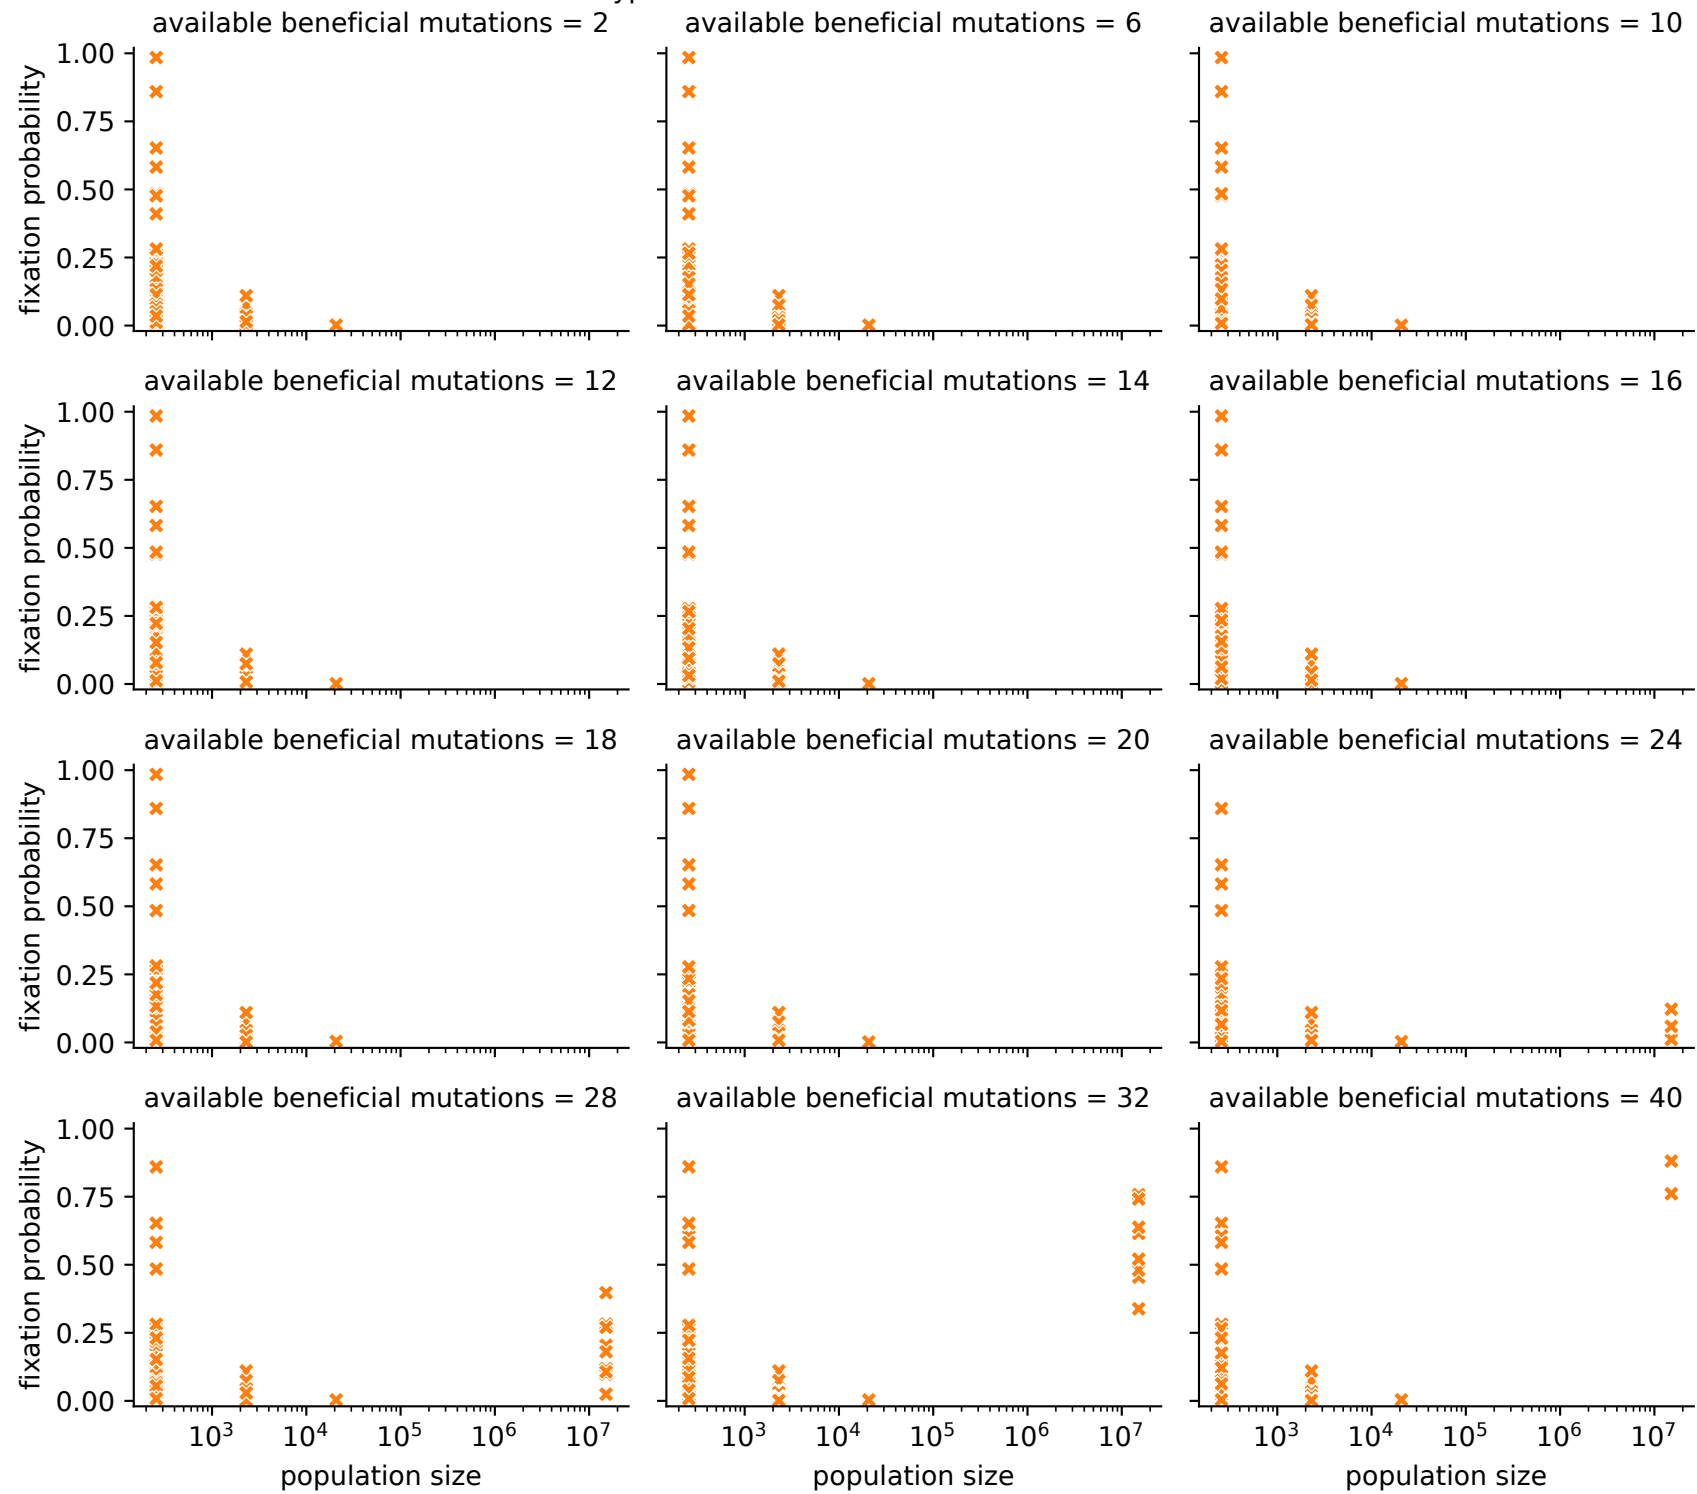 available beneficial mutations = 2
available beneficial mutations = 6
available beneficial mutations = 10
fixation probability
1.00
0.75
0.50
0.25
0.00
available beneficial mutations = 12
available beneficial mutations = 14
available beneficial mutations = 16
fixation probability
1.00
0.75
0.50
0.25
0.00
available beneficial mutations = 18
available beneficial mutations = 20
available beneficial mutations = 24
fixation probability
1.00
0.75
0.50
0.25
0.00
available beneficial mutations = 28
available beneficial mutations = 32
available beneficial mutations = 40
fixation probability
1.00
0.75
0.50
0.25
0.00
10³ 10⁴ 10⁵ 10⁶ 10⁷
10³ 10⁴ 10⁵ 10⁶ 10⁷
10³ 10⁴ 10⁵ 10⁶ 10⁷
population size
population size
population size